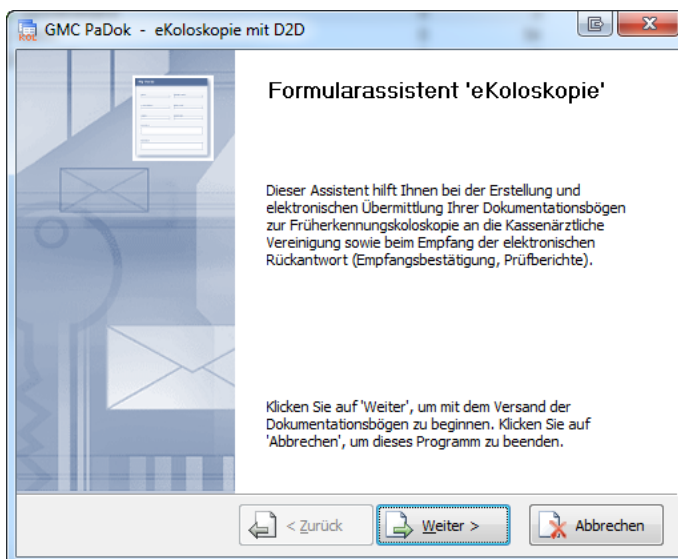 GMC PaDok - eKoloskopie mit D2D
Formularassistent 'eKoloskopie'
Dieser Assistent hilft Ihnen bei der Erstellung und
elektronischen Übermittlung Ihrer Dokumentationsbögen
zur Früherkennungskoloskopie an die Kassenärztliche
Vereinigung sowie beim Empfang der elektronischen
Rückantwort (Empfangsbestätigung, Prüfberichte).
Klicken Sie auf 'Weiter', um mit dem Versand der
Dokumentationsbögen zu beginnen. Klicken Sie auf
'Abbrechen', um dieses Programm zu beenden.
< Zurück
Weiter >
Abbrechen